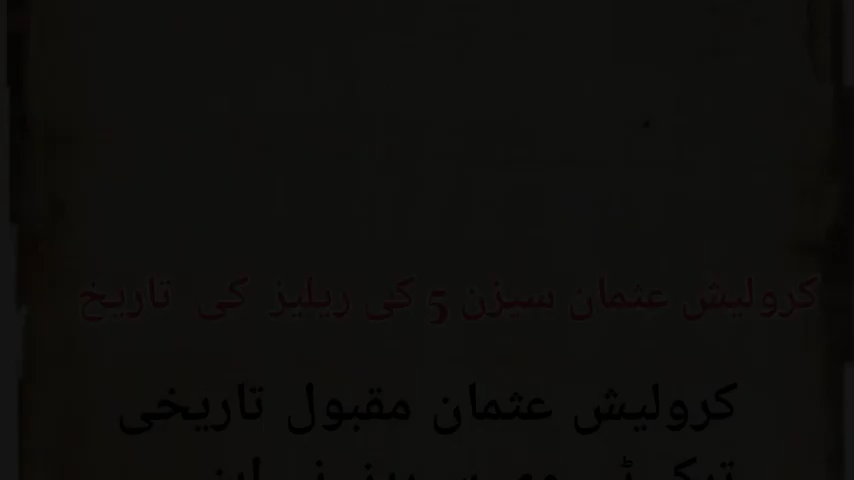 کرولیش عثمان سیزن 5 کی ریلیز کی تاریخ
کرولیش عثمان مقبول تاریخی